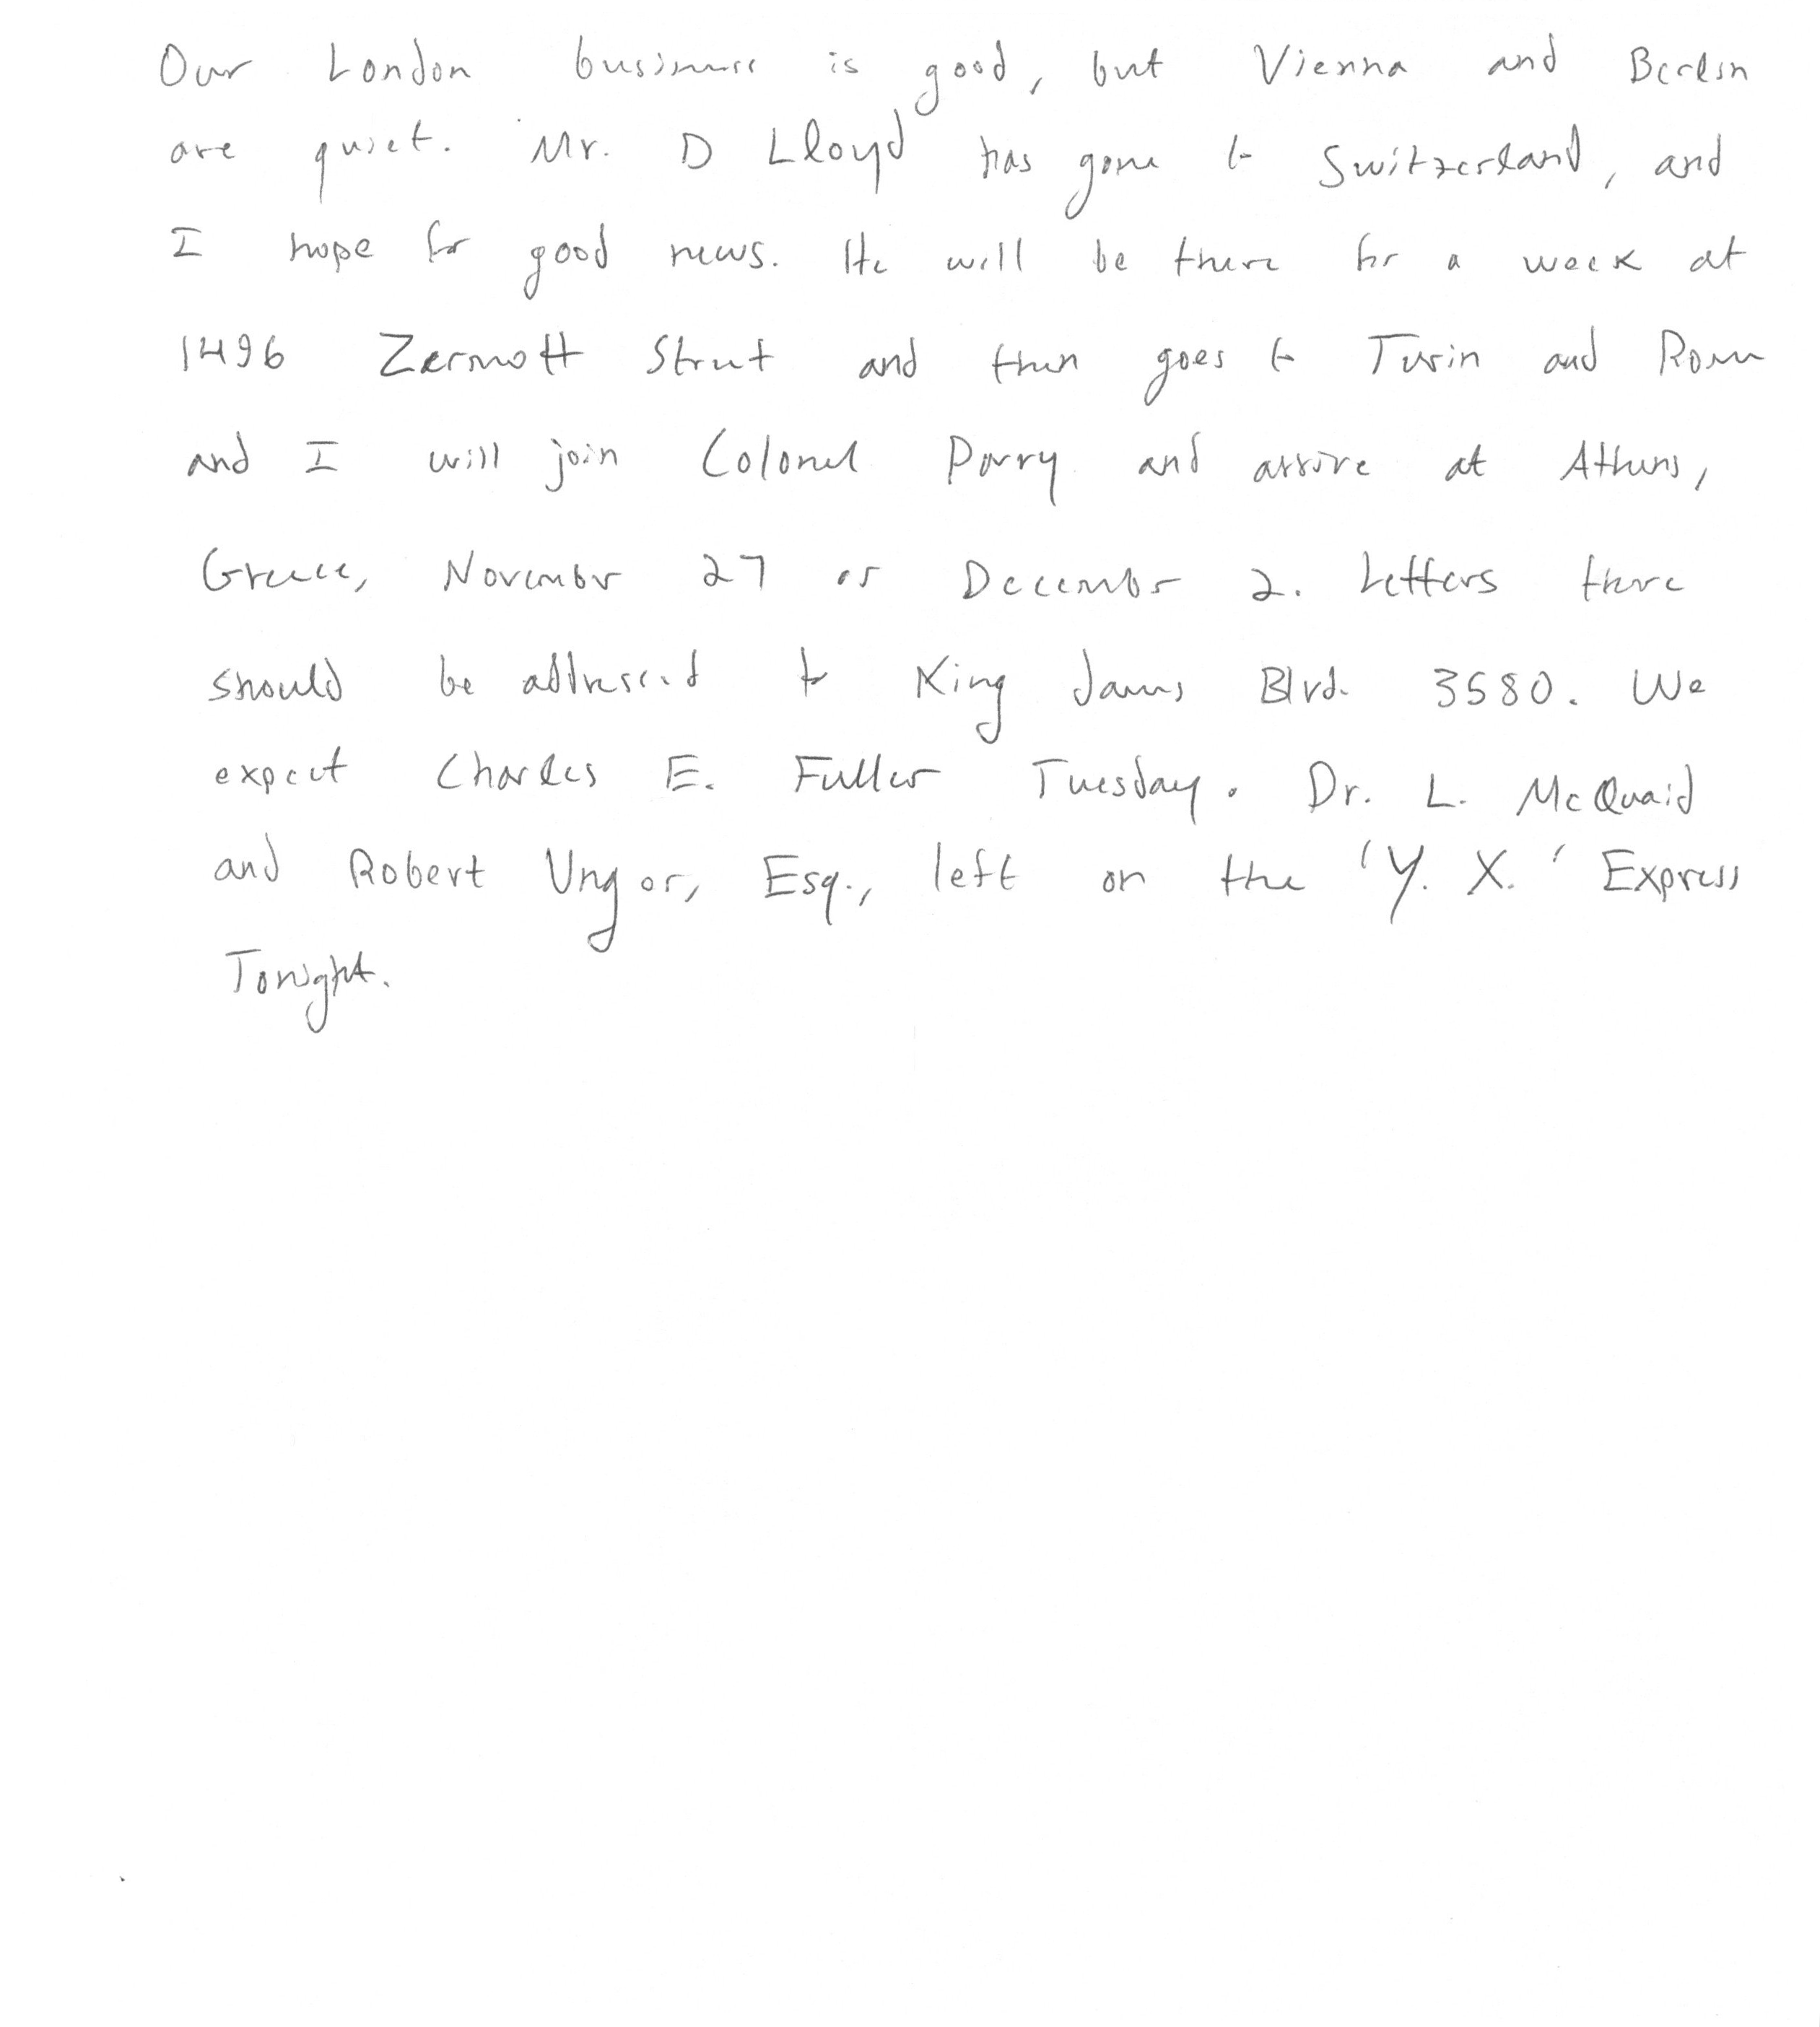 Our London business is good, but Vienna and Berlin
are quiet. Mr. D Lloyd has gone to Switzerland, and
I hope for good news. He will be there for a week at
1496 Zermott Street and then goes to Turin and Rome
and I will join Colonel Parry and arrive at Athens,
Greece, November 27 or December 2. Letters there
should be addressed to King James Blvd. 3580. We
expect Charles E. Fuller Tuesday. Dr. L. McQuaid
and Robert Unger, Esq., left on the 'Y. X.' Express
Tonight.